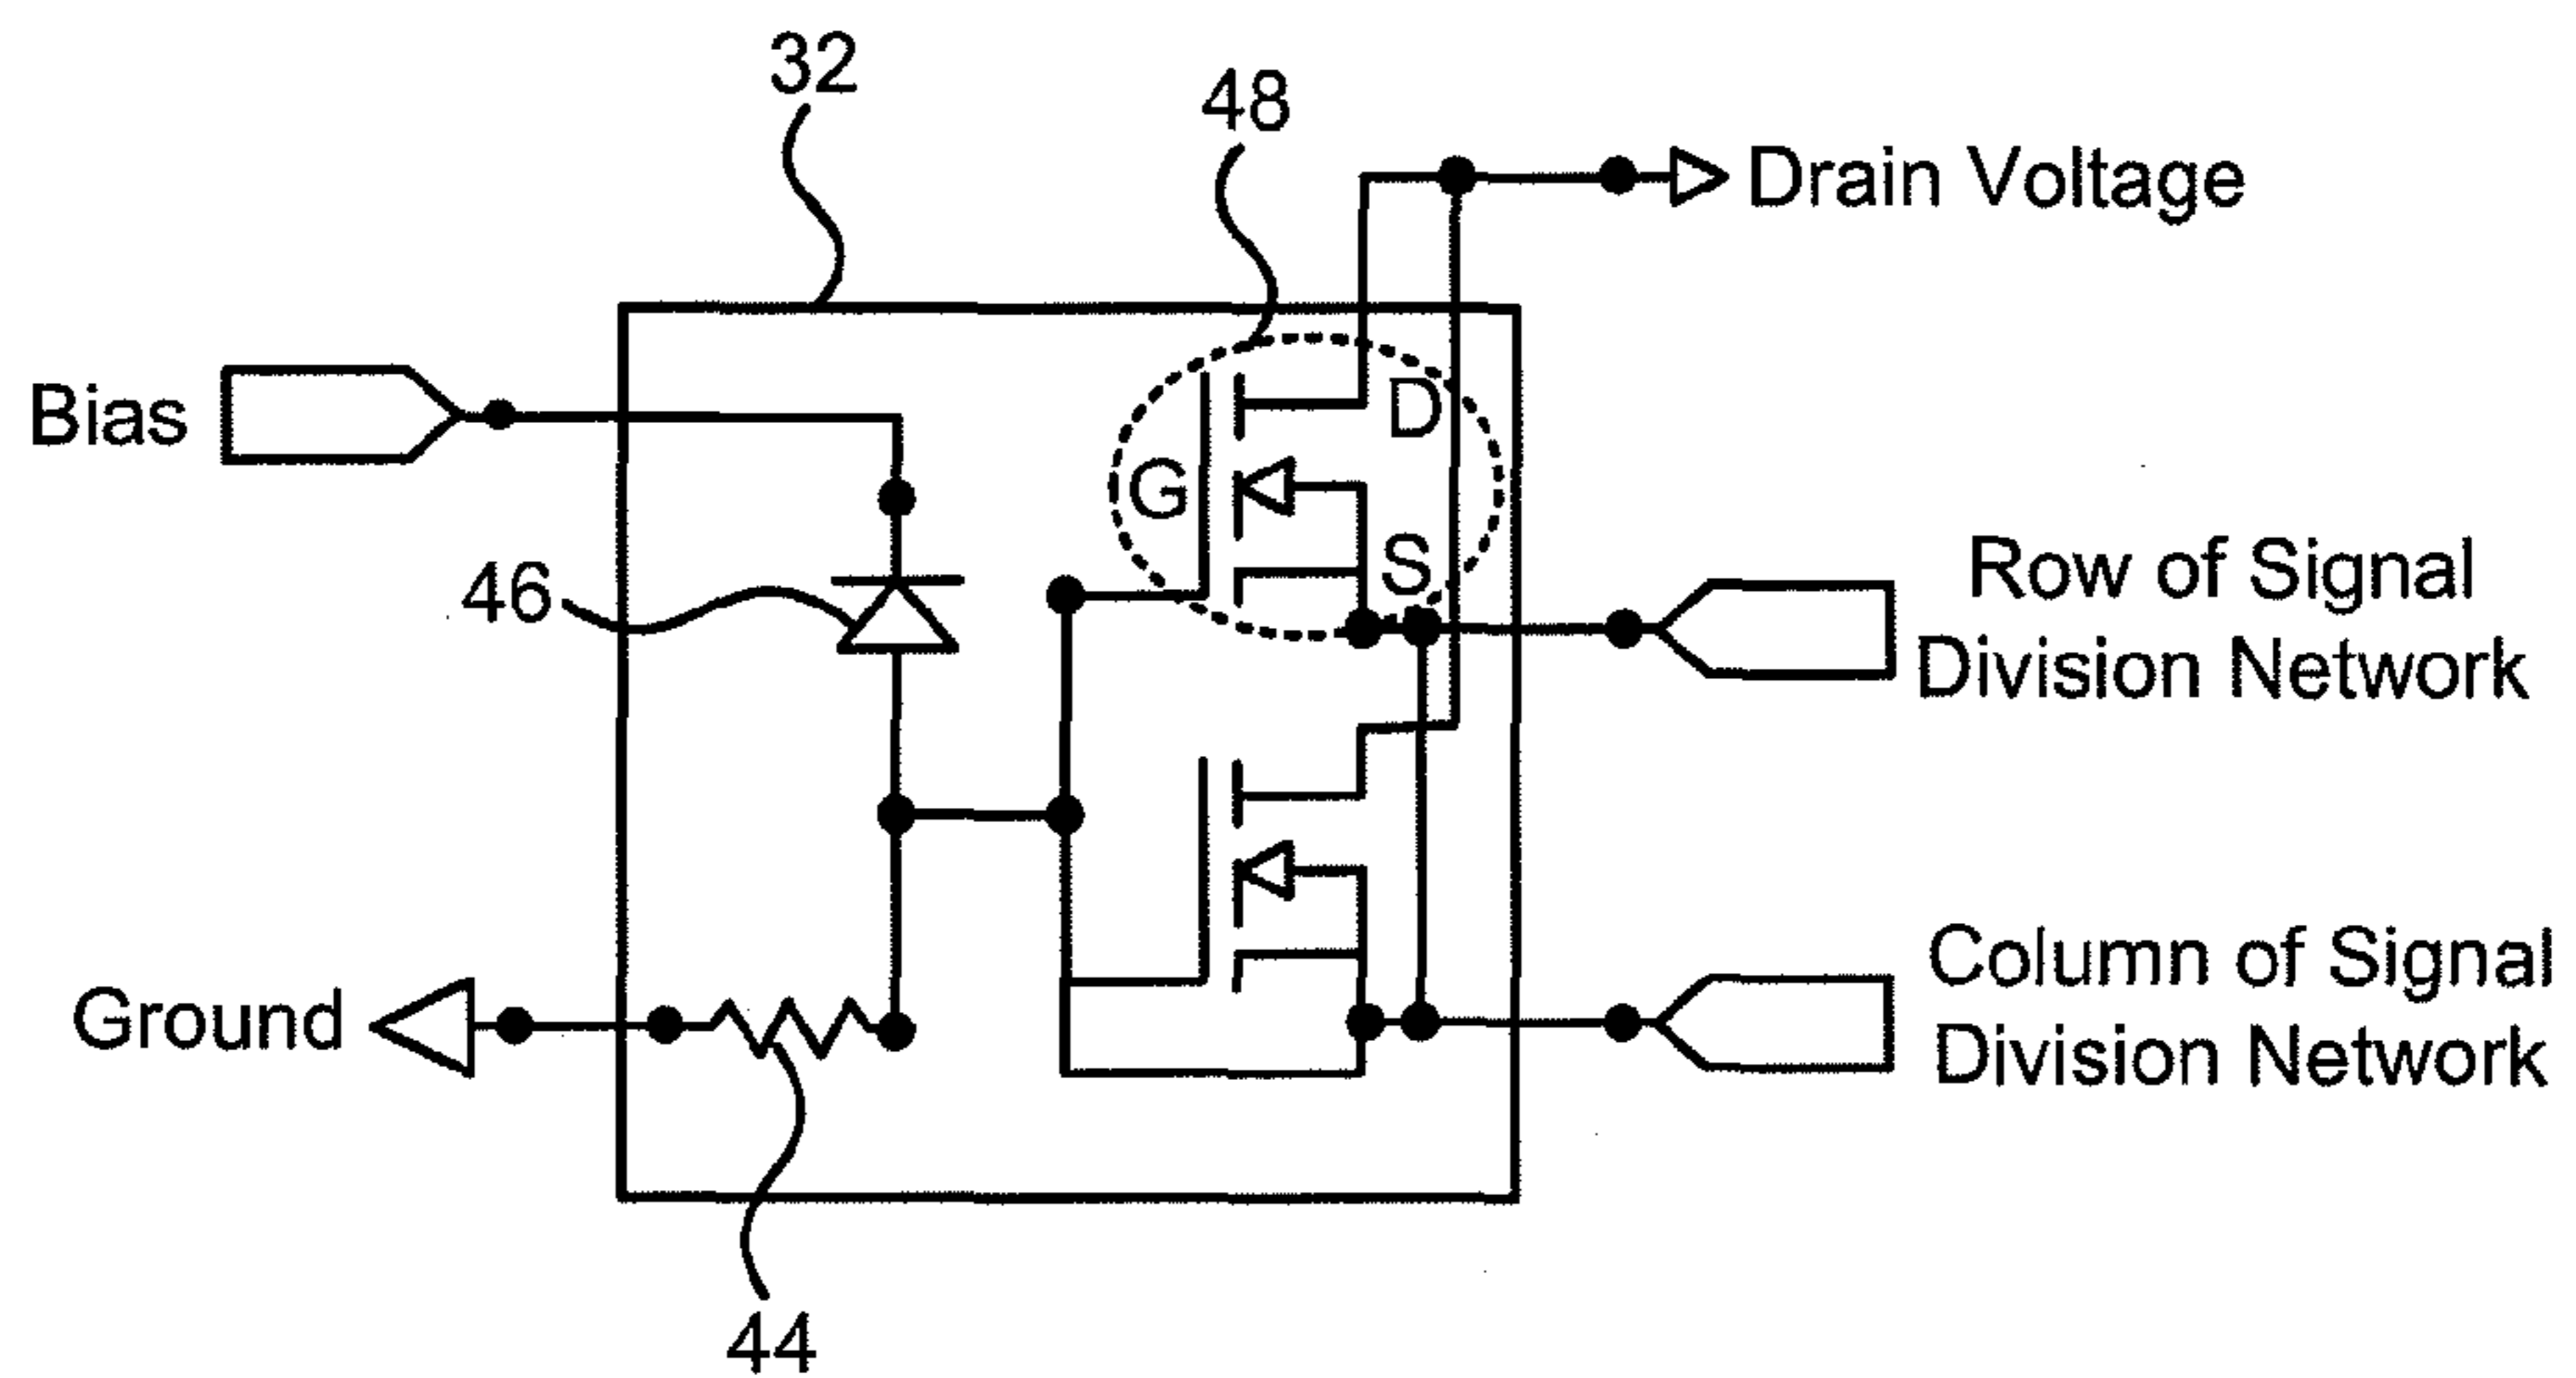 32
48
Drain Voltage
Bias
D
G
S
46
Row of Signal
Division Network
Column of Signal
Division Network
Ground
44